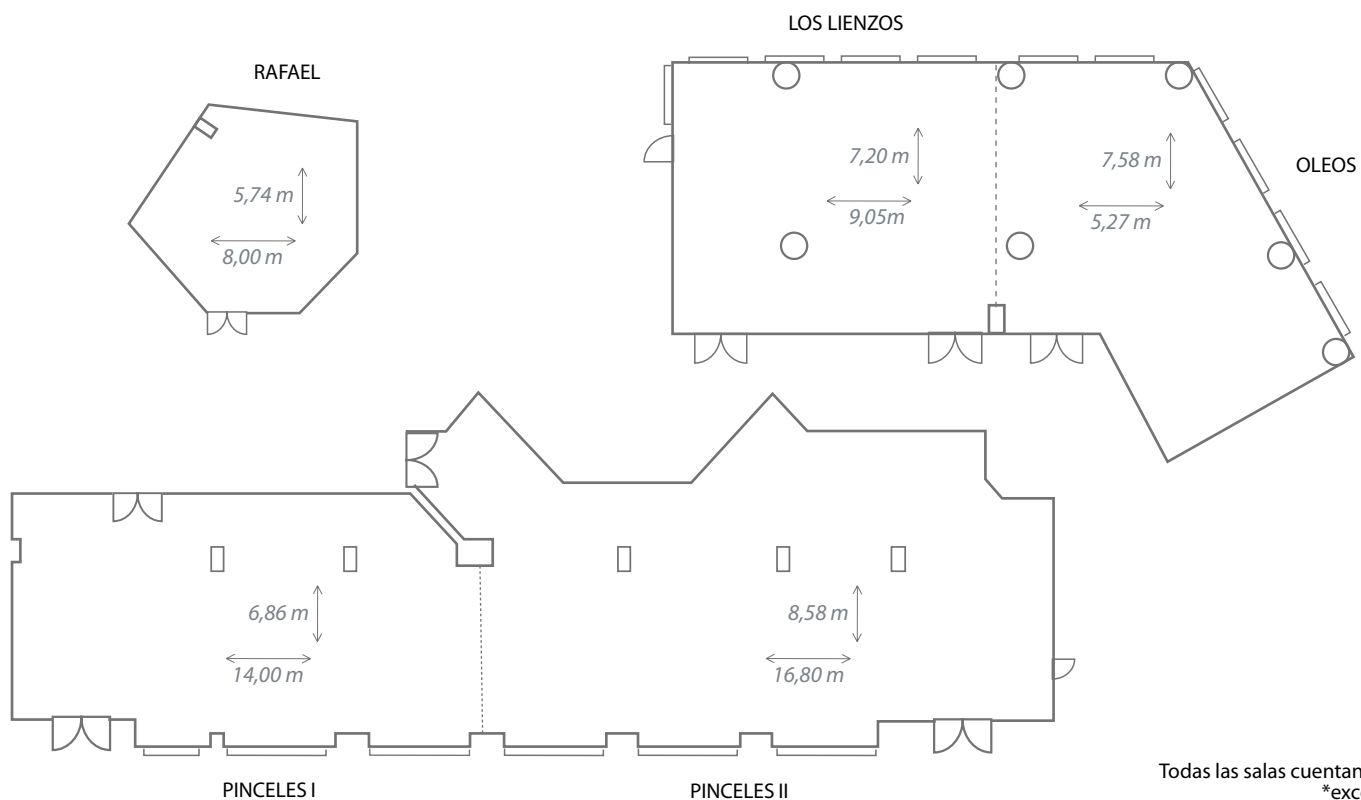 LOS LIENZOS
RAFAEL
7,20 m
9,05m
7,58 m
5,27 m
OLEOS
5,74 m
8,00 m
6,86 m
14,00 m
8,58 m
16,80 m
PINCELES I
PINCELES II
Todas las salas cuentan